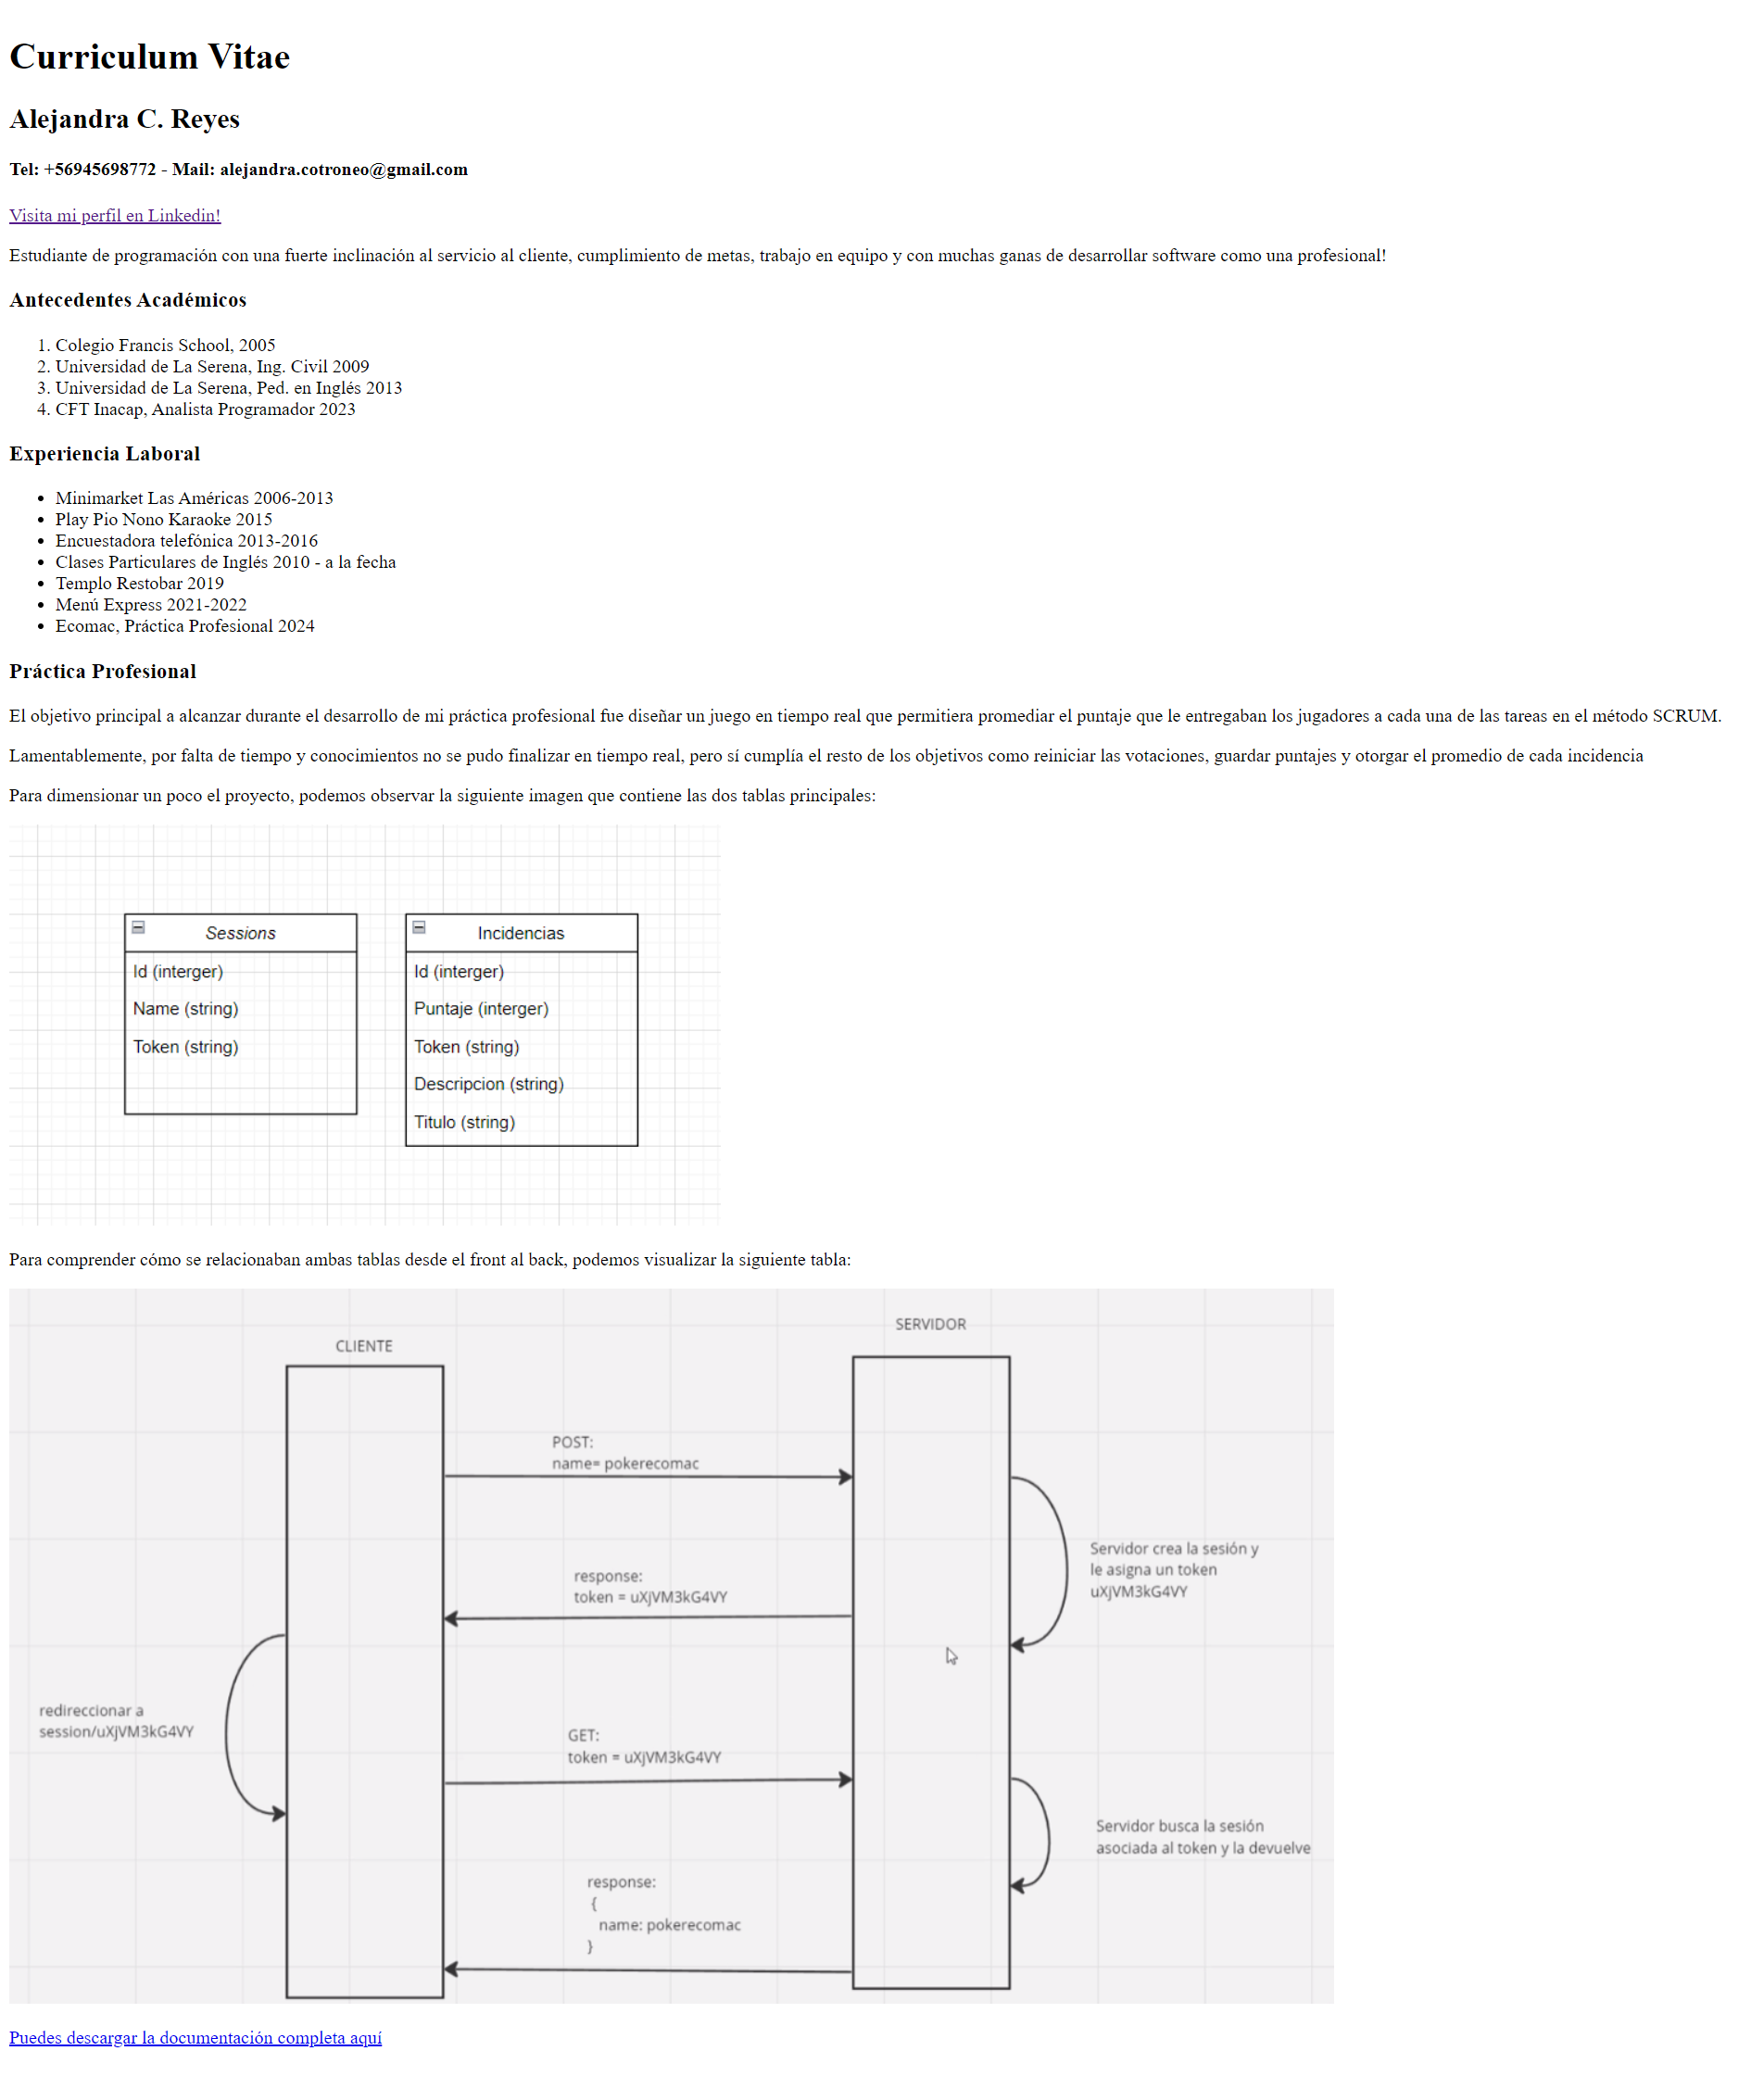 Curriculum Vitae
Alejandra C. Reyes
Tel: +56945698772 - Mail: alejandra.cotroneo@gmail.com
Visita mi perfil en Linkedin!
Estudiante de programación con una fuerte inclinación al servicio al cliente, cumplimiento de metas, trabajo en equipo y con muchas ganas de desarrollar software como una profesional!
Antecedentes Académicos
1. Colegio Francis School, 2005
2. Universidad de La Serena, Ing. Civil 2009
3. Universidad de La Serena, Ped. en Inglés 2013
4. CFT Inacap, Analista Programador 2023
Experiencia Laboral
• Minimarket Las Américas 2006-2013
• Play Pio Nono Karaoke 2015
• Encuestadora telefónica 2013-2016
• Clases Particulares de Inglés 2010 - a la fecha
• Templo Restobar 2019
• Menú Express 2021-2022
• Ecomac, Práctica Profesional 2024
Práctica Profesional
El objetivo principal a alcanzar durante el desarrollo de mi práctica profesional fue diseñar un juego en tiempo real que permitiera promediar el puntaje que le entregaban los jugadores a cada una de las tareas en el método SCRUM.
Lamentablemente, por falta de tiempo y conocimientos no se pudo finalizar en tiempo real, pero sí cumplía el resto de los objetivos como reiniciar las votaciones, guardar puntajes y otorgar el promedio de cada incidencia
Para dimensionar un poco el proyecto, podemos observar la siguiente imagen que contiene las dos tablas principales:
Sessions
Id (interger)
Name (string)
Token (string)
Incidencias
Id (interger)
Puntaje (interger)
Token (string)
Descripcion (string)
Titulo (string)
Para comprender cómo se relacionaban ambas tablas desde el front al back, podemos visualizar la siguiente tabla:
CLIENTE
SERVIDOR
POST:
name= pokerecomac
Servidor crea la sesión y
le asigna un token
uXjVM3kG4VY
response:
token = uXjVM3kG4VY
redireccionar a
session/uXjVM3kG4VY
GET:
token = uXjVM3kG4VY
Servidor busca la sesión
asociada al token y la devuelve
response:
{
name: pokerecomac
}
Puedes descargar la documentación completa aquí